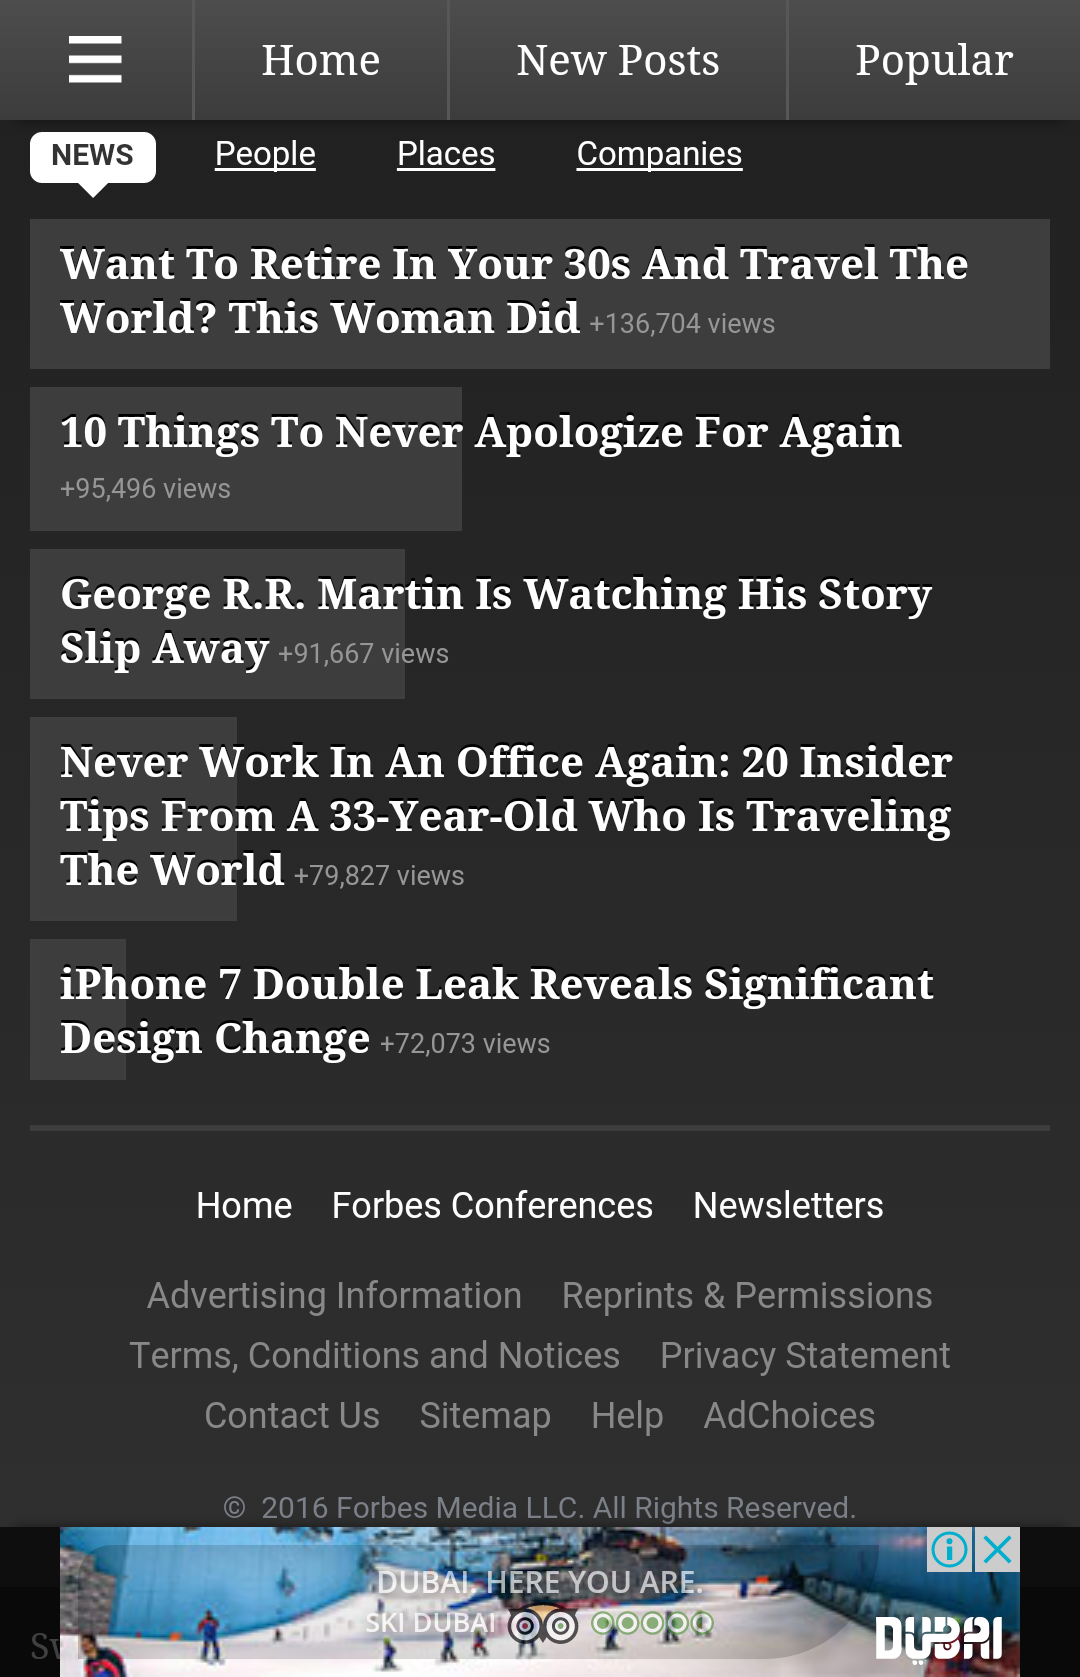 Home New Posts Popular
NEWS People Places Companies
Want To Retire In Your 30s And Travel The
World? This Woman Did +136,704 views
10 Things To Never Apologize For Again
+95,496 views
George R.R. Martin Is Watching His Story
Slip Away +91,667 views
Never Work In An Office Again: 20 Insider
Tips From A 33-Year-Old Who Is Traveling
The World +79,827 views
iPhone 7 Double Leak Reveals Significant
Design Change +72,073 views
Home Forbes Conferences Newsletters
Advertising Information Reprints & Permissions
Terms, Conditions and Notices Privacy Statement
Contact Us Sitemap Help AdChoices
© 2016 Forbes Media LLC. All Rights Reserved.
DUBAI. HERE YOU ARE.
SKI DUBAI
DUBAI